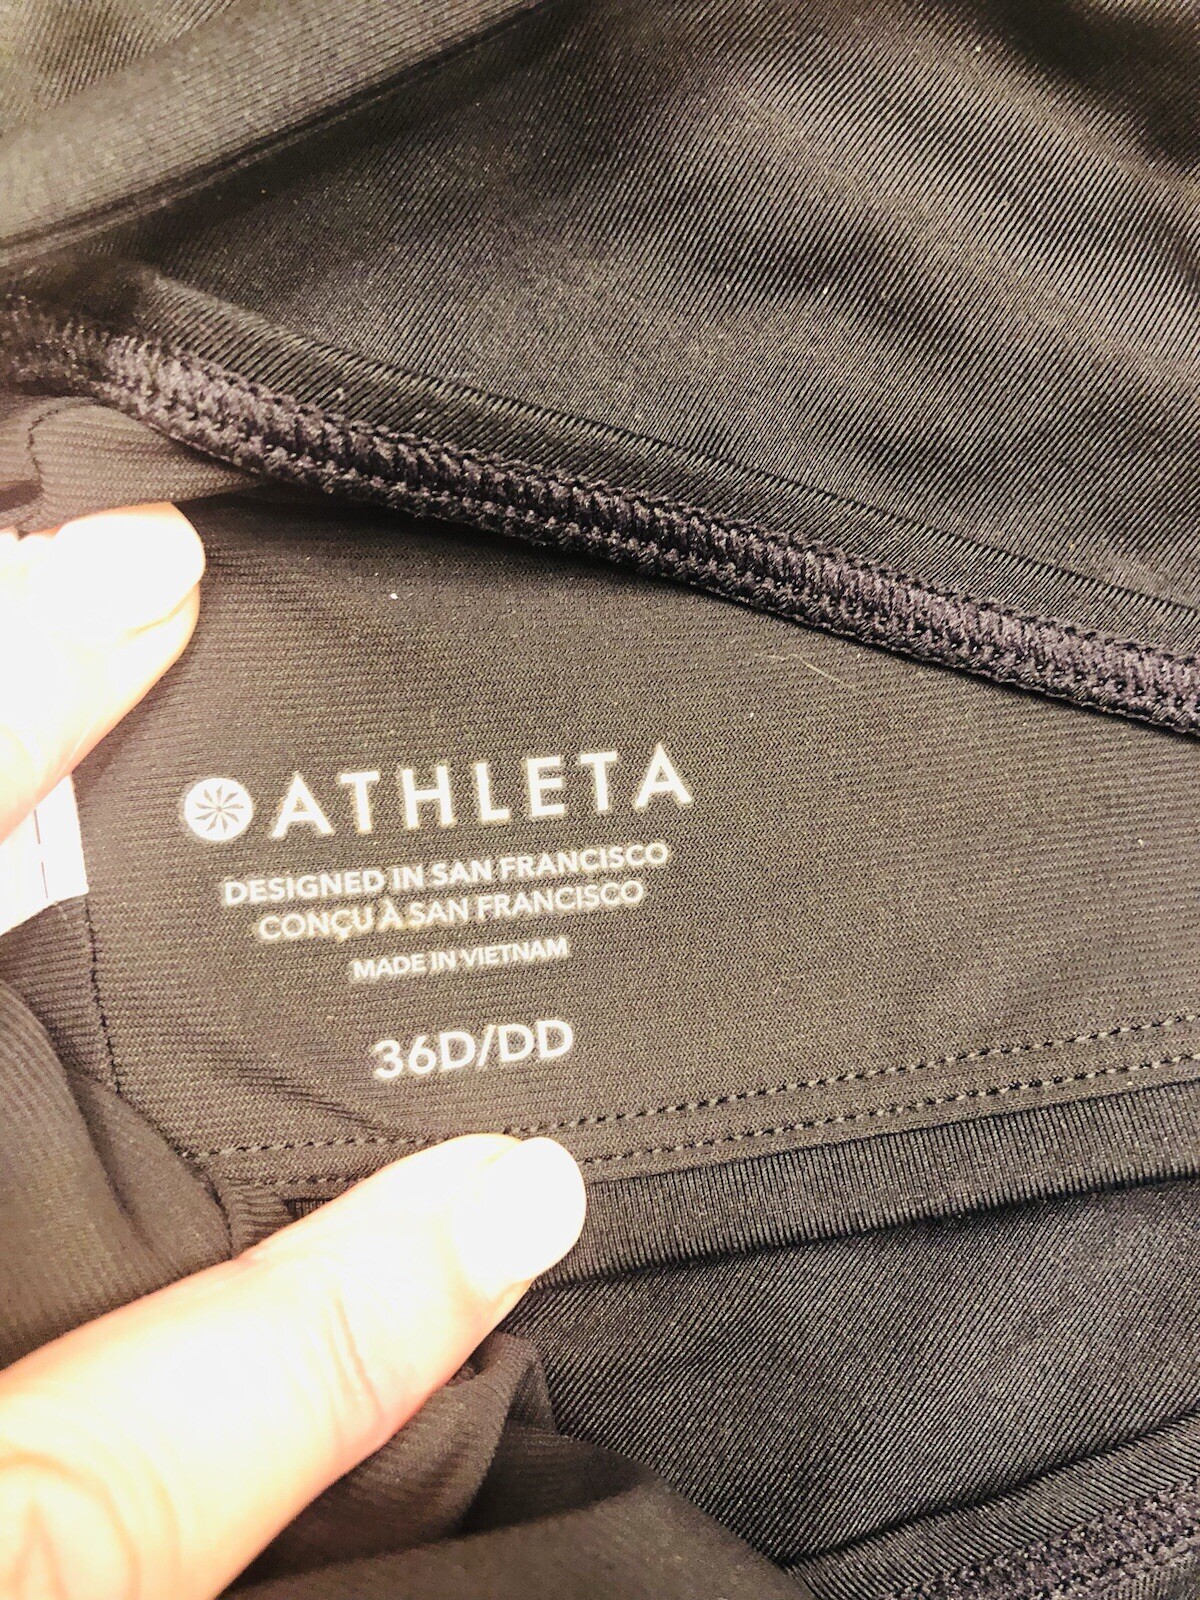 ATHLETA
DESIGNED IN SAN FRANCISCO
CONÇU À SAN FRANCISCO
MADE IN VIETNAM
36D/DD